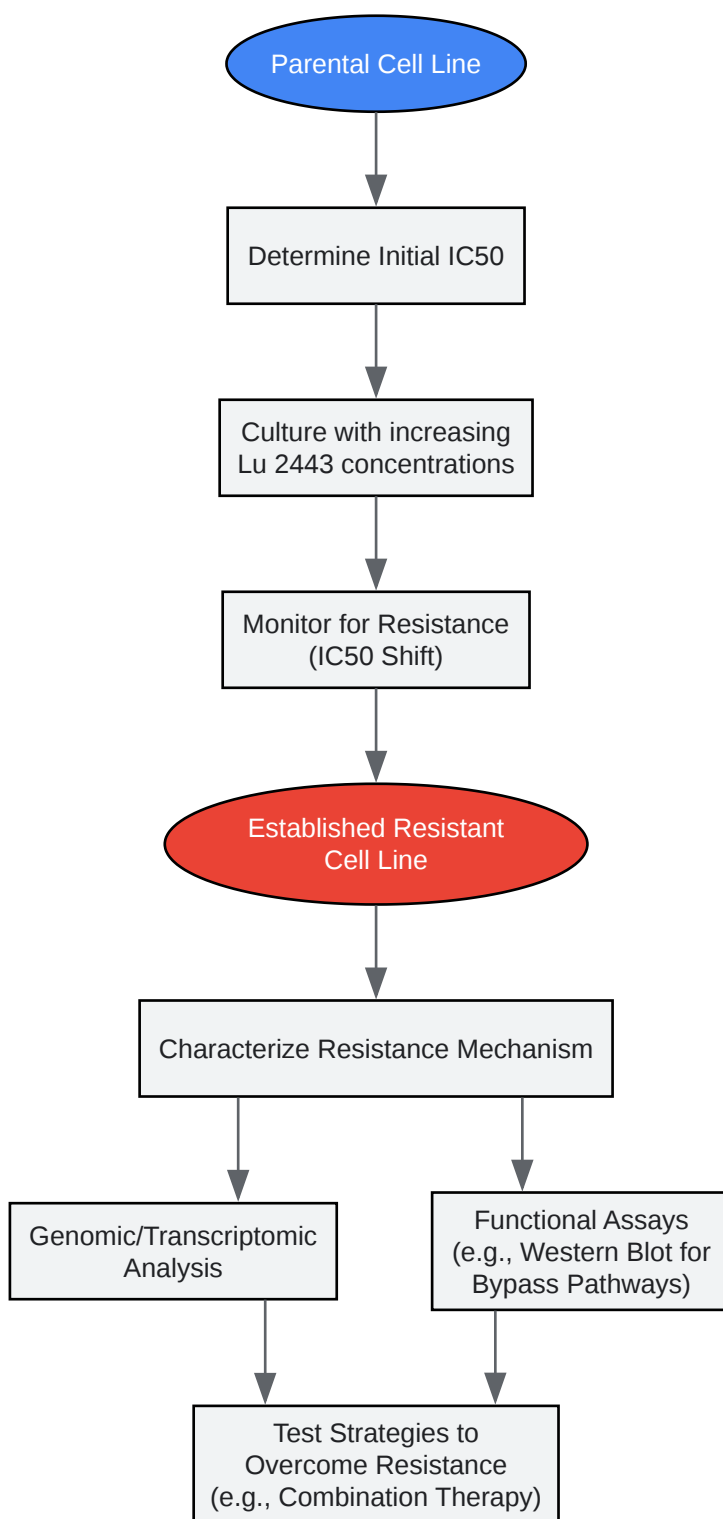 Parental Cell Line
Determine Initial IC50
Culture with increasing
Lu 2443 concentrations
Monitor for Resistance
(IC50 Shift)
Established Resistant
Cell Line
Characterize Resistance Mechanism
Genomic/Transcriptomic
Analysis
Functional Assays
(e.g., Western Blot for
Bypass Pathways)
Test Strategies to
Overcome Resistance
(e.g., Combination Therapy)